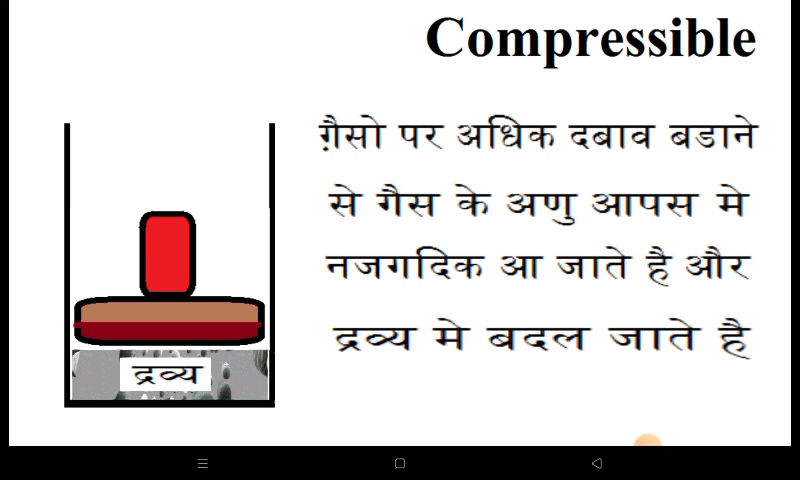 Compressible
ग़ैसो पर अधिक दबाव बडाने
से गैस के अणु आपस मे
नजगदिक आ जाते है और
द्रव्य मे बदल जाते है
द्रव्य